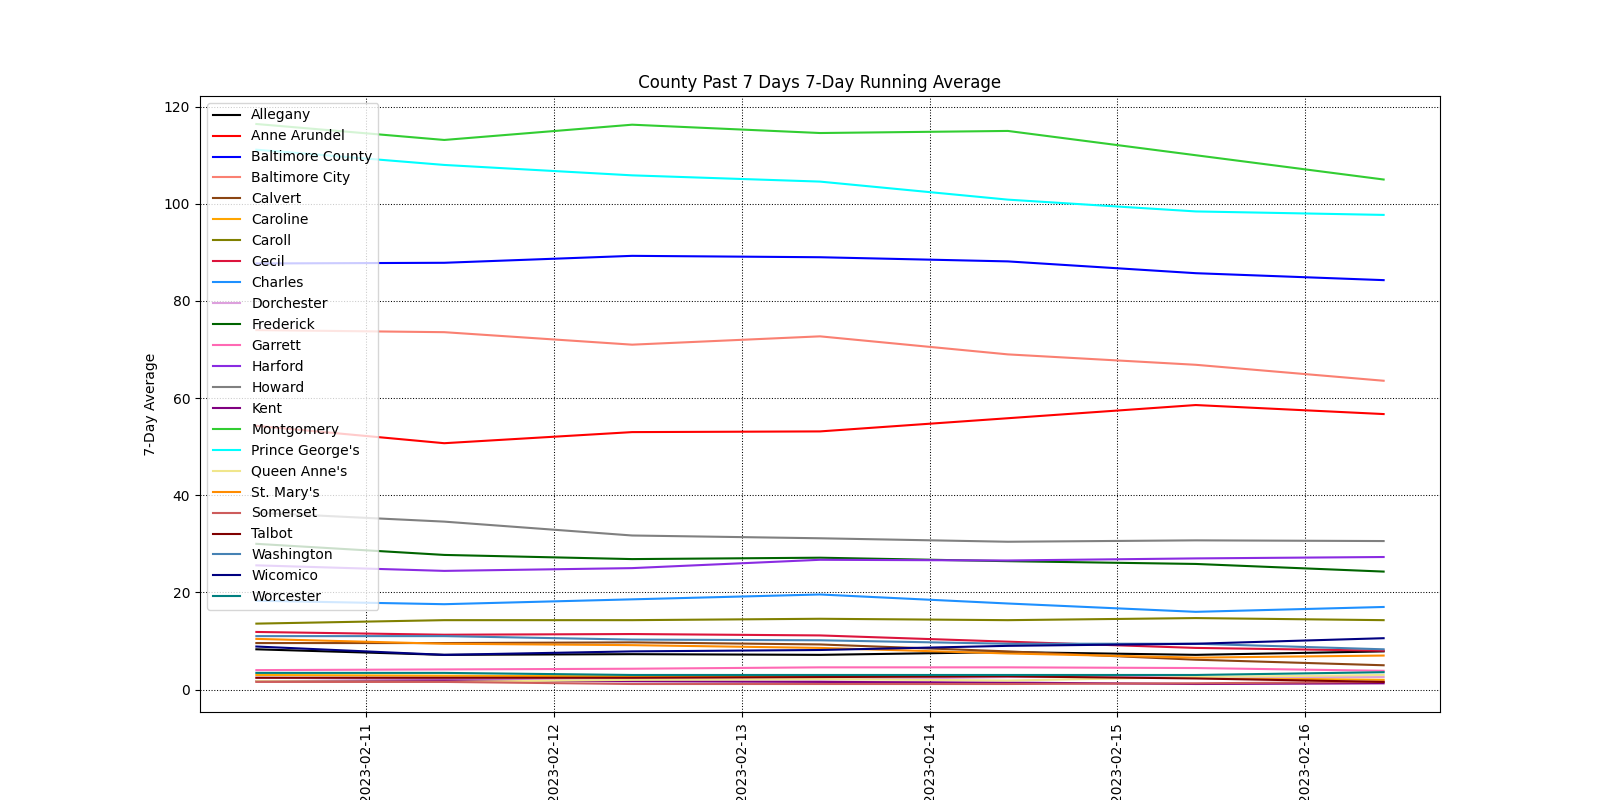 County Past 7 Days 7-Day Running Average
120
100
80
60
40
20
0
7-Day Average
Allegany
Anne Arundel
Baltimore County
Baltimore City
Calvert
Caroline
Caroll
Cecil
Charles
Dorchester
Frederick
Garrett
Harford
Howard
Kent
Montgomery
Prince George's
Queen Anne's
St. Mary's
Somerset
Talbot
Washington
Wicomico
Worcester
2023-02-11
2023-02-12
2023-02-13
2023-02-14
2023-02-15
2023-02-16